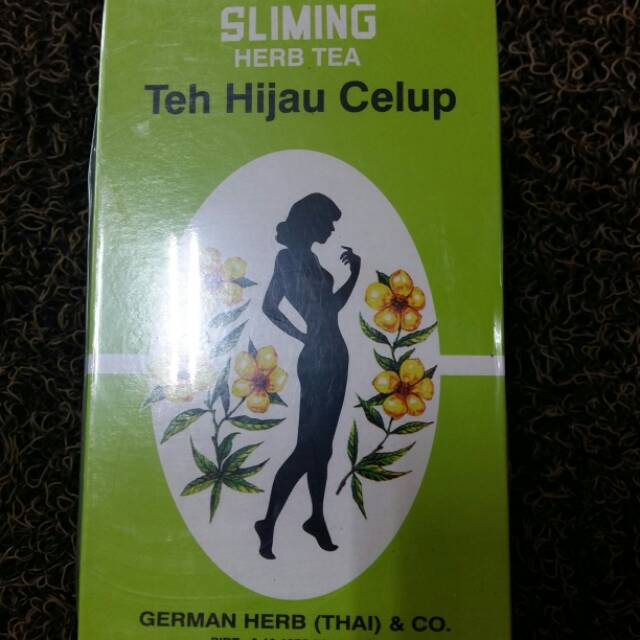 SLIMING
HERB TEA
Teh Hijau Celup
GERMAN HERB (THAI) & CO.